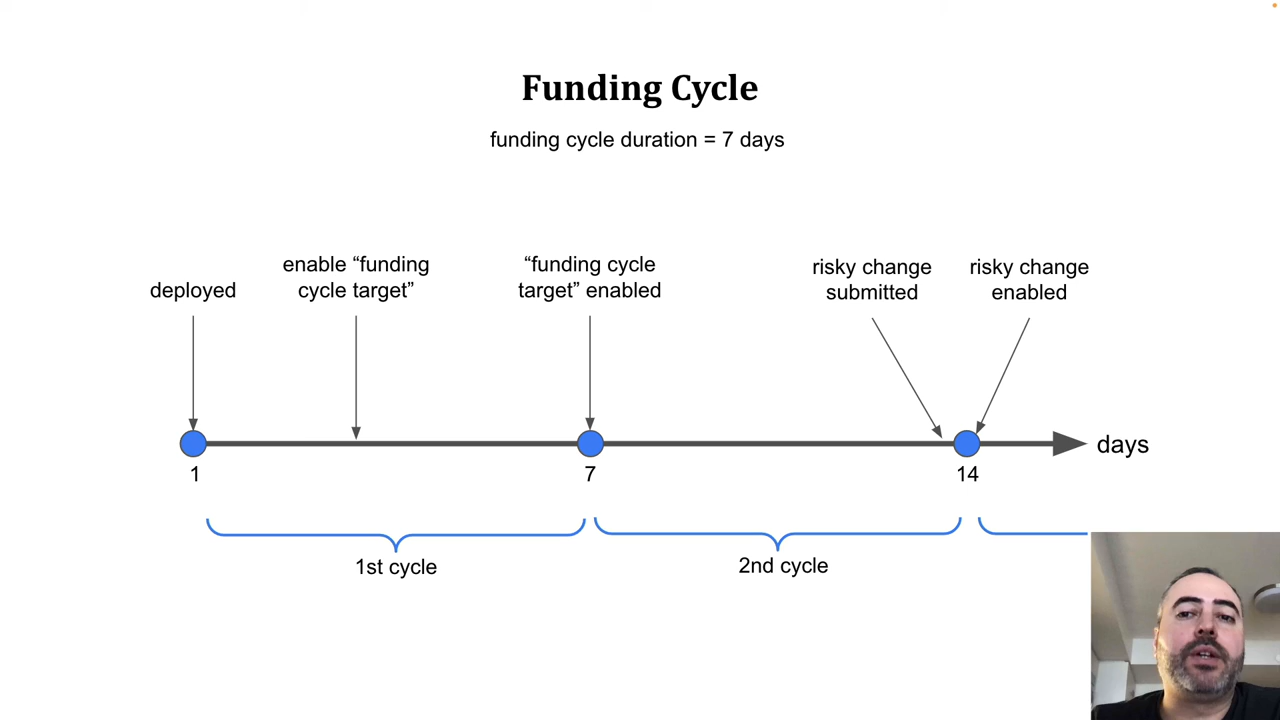 Funding Cycle
funding cycle duration = 7 days
deployed
enable “funding
cycle target”
“funding cycle
target” enabled
risky change
submitted
risky change
enabled
days
1
7
14
1st cycle
2nd cycle